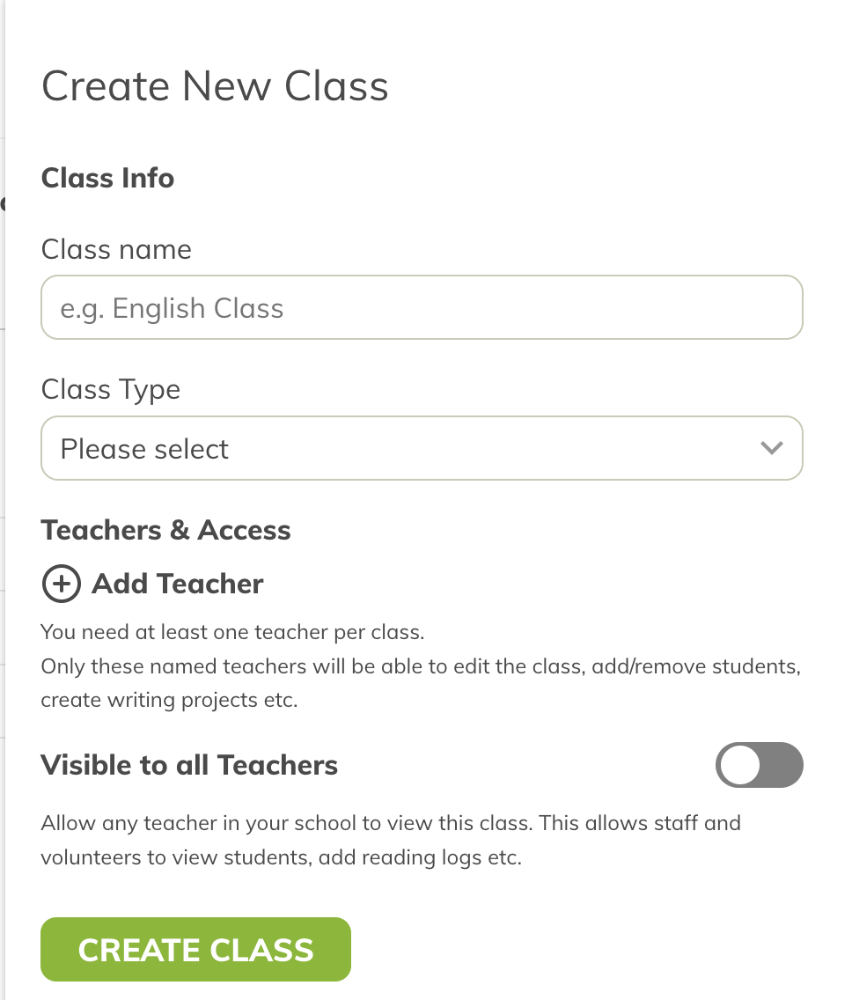 Create New Class
Class Info
Class name
e.g. English Class
Class Type
Please select
Teachers & Access
Add Teacher
You need at least one teacher per class.
Only these named teachers will be able to edit the class, add/remove students,
create writing projects etc.
Visible to all Teachers
Allow any teacher in your school to view this class. This allows staff and
volunteers to view students, add reading logs etc.
CREATE CLASS